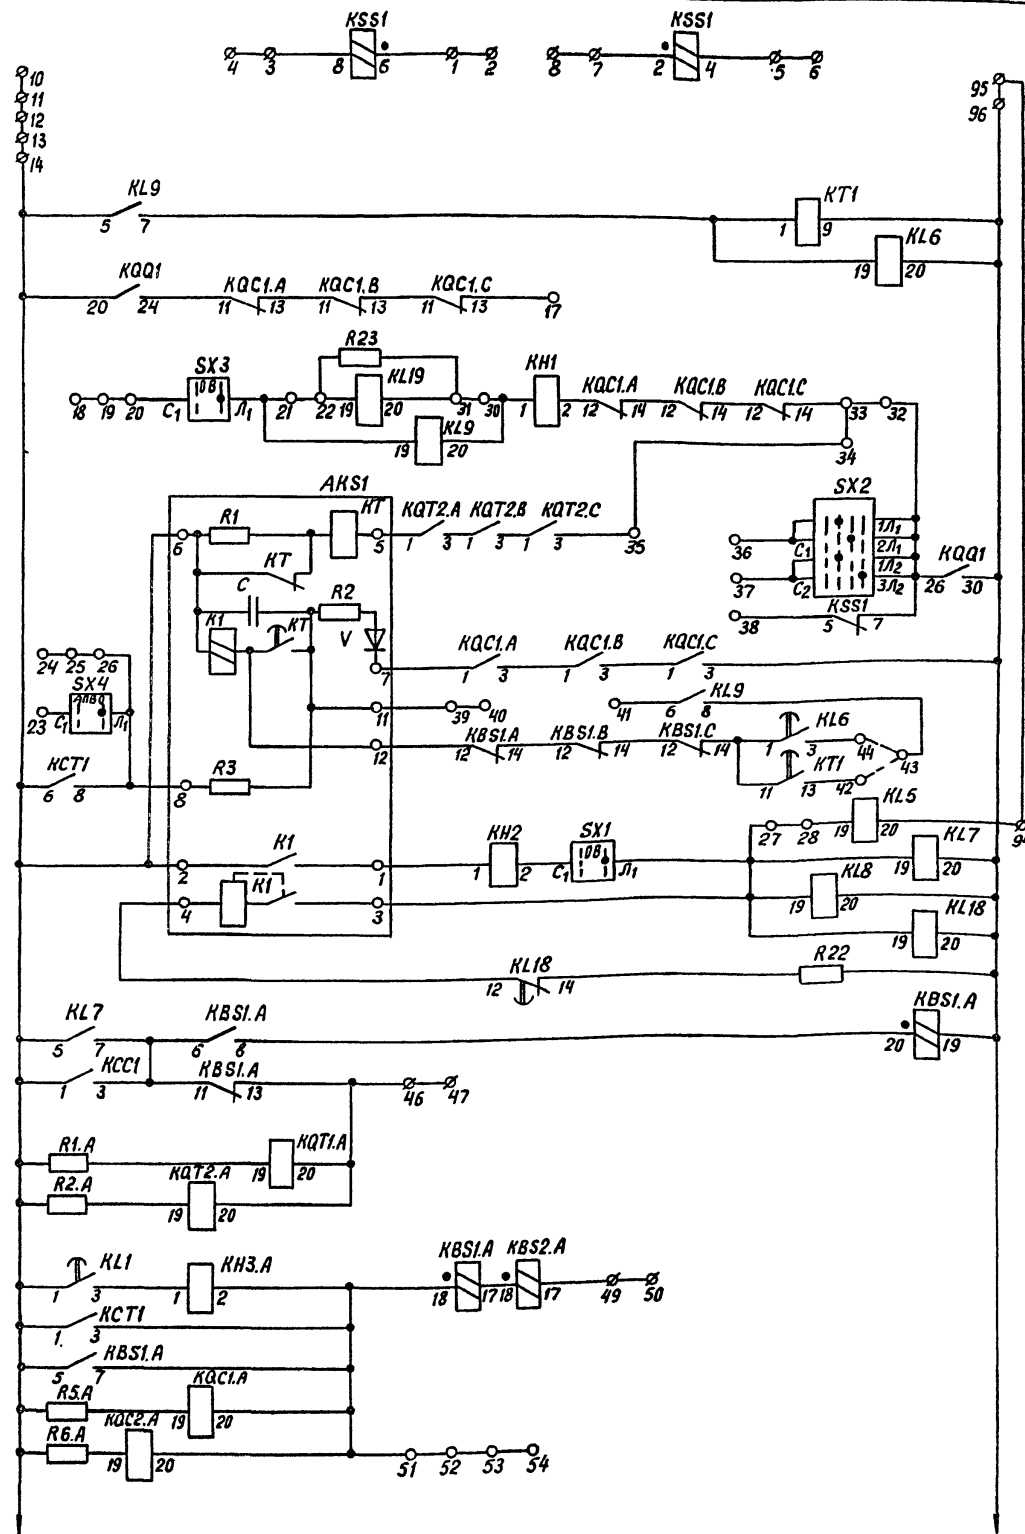 KSS1 KSS1
4 3 8 6 1 2 8 7 2 4 5 6
10
11
12
13
14
95
96
KL9 KT1
5 7 1 9
KL6
19 20
KQQ1 KQC1.A KQC1.B KQC1.C
20 24 11 13 11 13 11 13 17
R23
SX3 KL19 KH1 KQC1.A KQC1.B KQC1.C
ОВ
18 19 20 С1 Л1 21 22 19 20 31 30 1 2 12 14 12 14 12 14 33 32
KL9
19 20
34
AKS1 SX2
R1 KT KQT2.A KQT2.B KQT2.C
6 5 1 3 1 3 1 3 35
36 С1 1Л1
2Л1
KT
37 С2 1Л2
3Л2
KQQ1
26 30
C R2
KSS1
38 5 7
K1 KT V
KQC1.A KQC1.B KQC1.C
7 1 3 1 3 1 3
24 25 26
SX4
23 С1 Л1
KL9
11 39 40 41 6 8
KBS1.A KBS1.B KBS1.C KL6
12 12 14 12 14 12 14 1 3 44 43
KCT1 R3 KT1
6 8 8 11 13 42
KL5
27 28 19 20 94
K1 KH2 SX1 KL7
ОВ
2 1 1 2 С1 Л1 19 20
K1 KL8
4 3 19 20
KL18
19 20
KL18 R22
12 14
KL7 KBS1.A KBS1.A
5 7 6 8 20 19
KCC1 KBS1.A
1 3 11 13 46 47
R1.A KQT1.A
19 20
R2.A KQT2.A
19 20
KL1 KH3.A KBS1.A KBS2.A
1 3 1 2 18 17 18 17 49 50
KCT1
1 3
KBS1.A
5 7
R5.A KQC1.A
19 20
R6.A KQC2.A
19 20 51 52 53 54